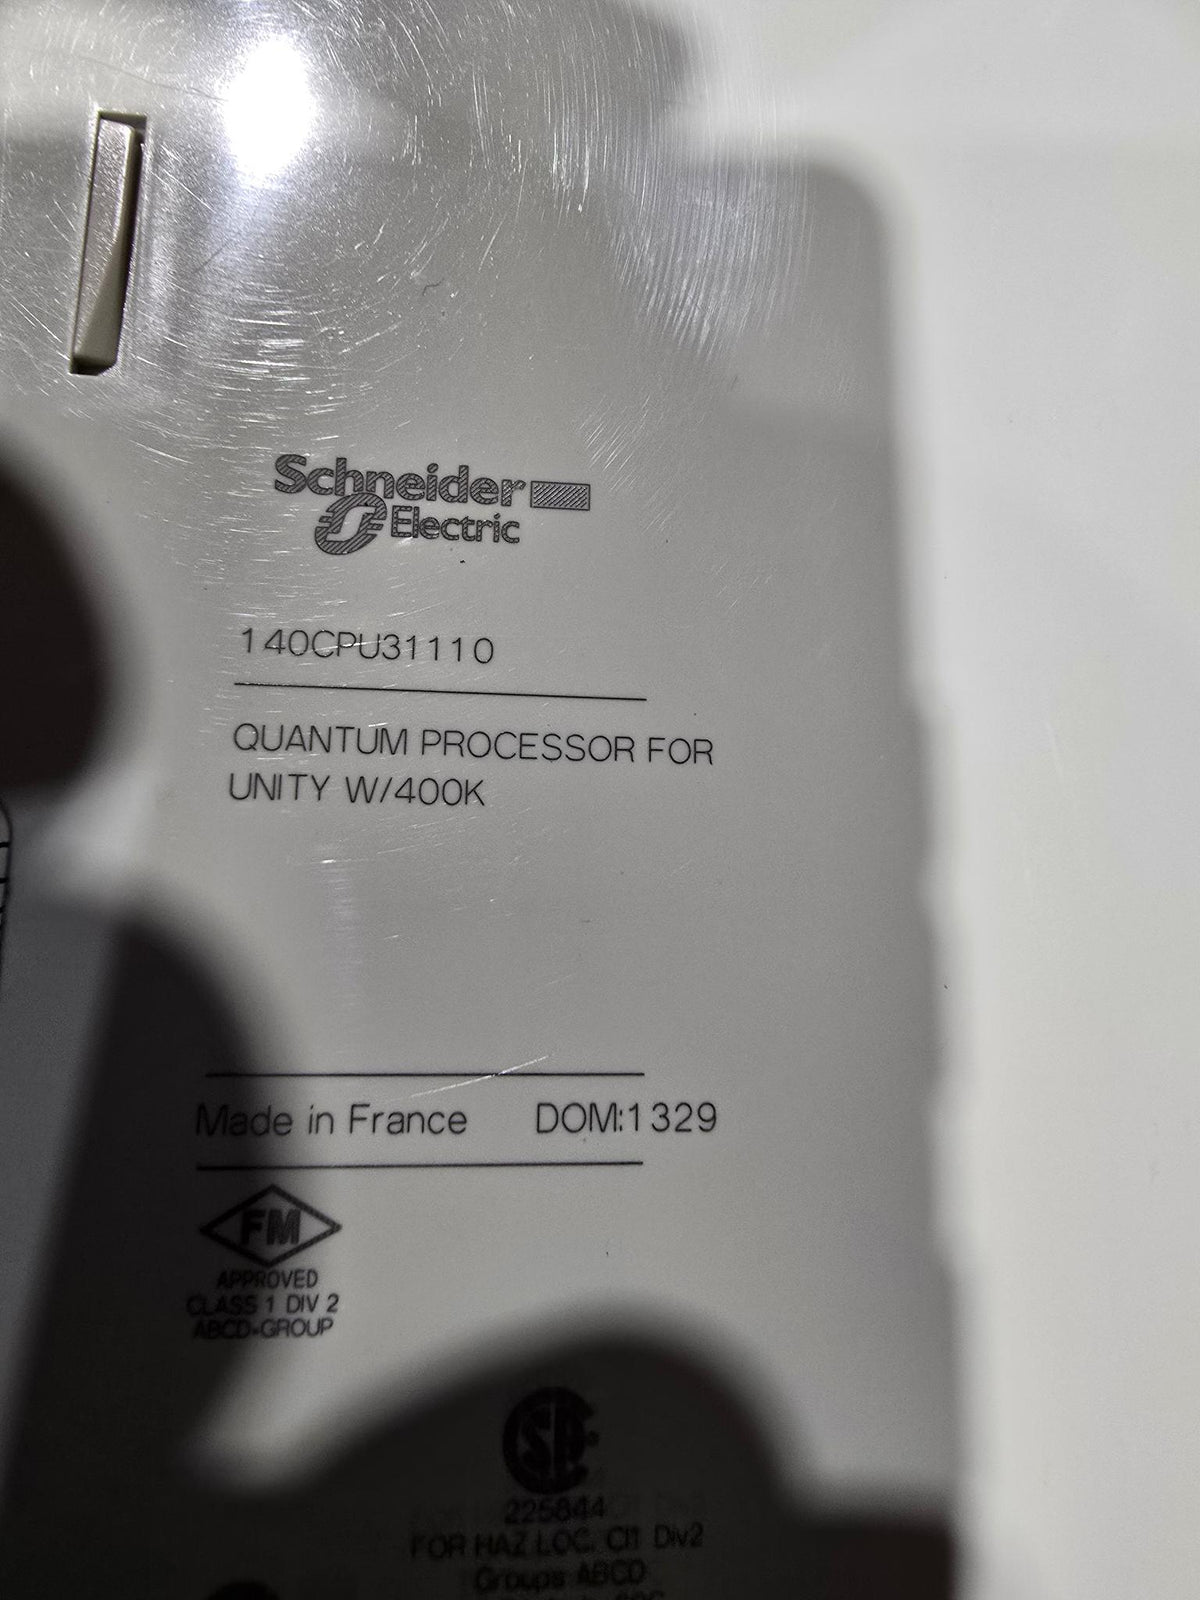 Schneider
Electric
140CPU31110
QUANTUM PROCESSOR FOR
UNITY W/400K
Made in France DOM:1329
FM
APPROVED
CLASS 1 DIV 2
ABCD-GROUP
225844
FOR HAZ LOC. Cl1 Div2
Groups ABCD